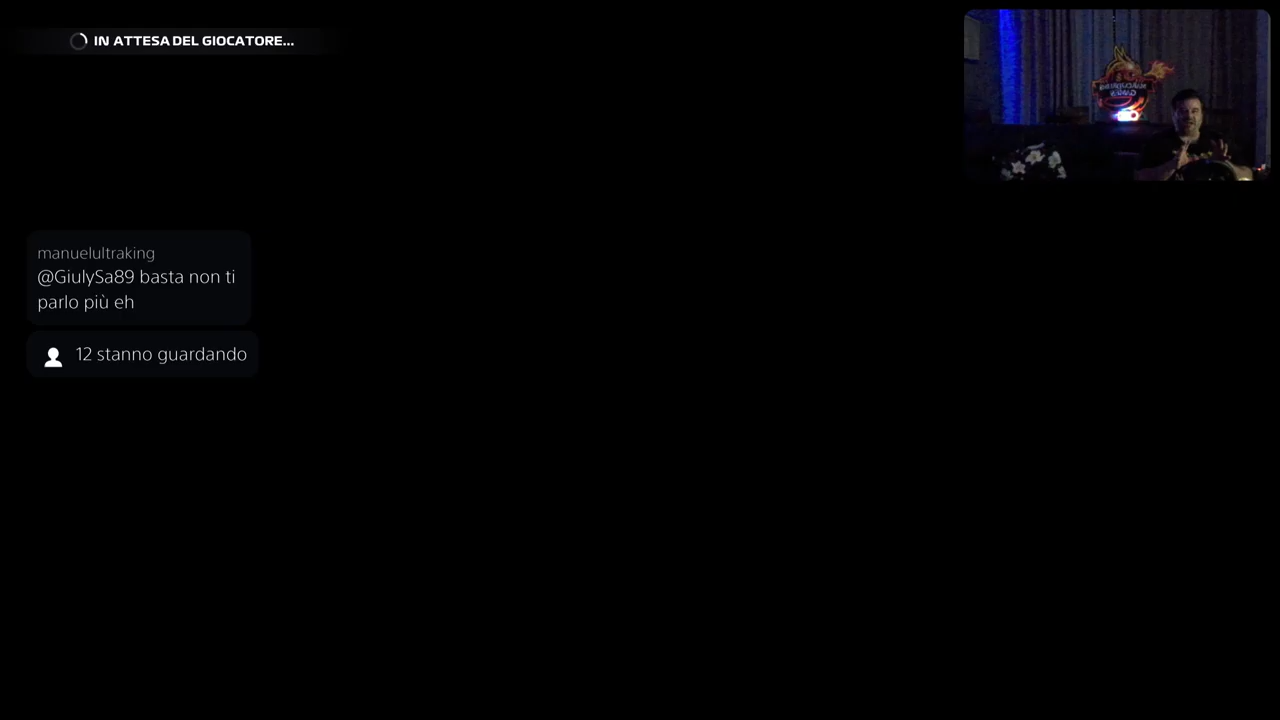 IN ATTESA DEL GIOCATORE...
manuelultraking
@GiulySa89 basta non ti
parlo più eh
12 stanno guardando